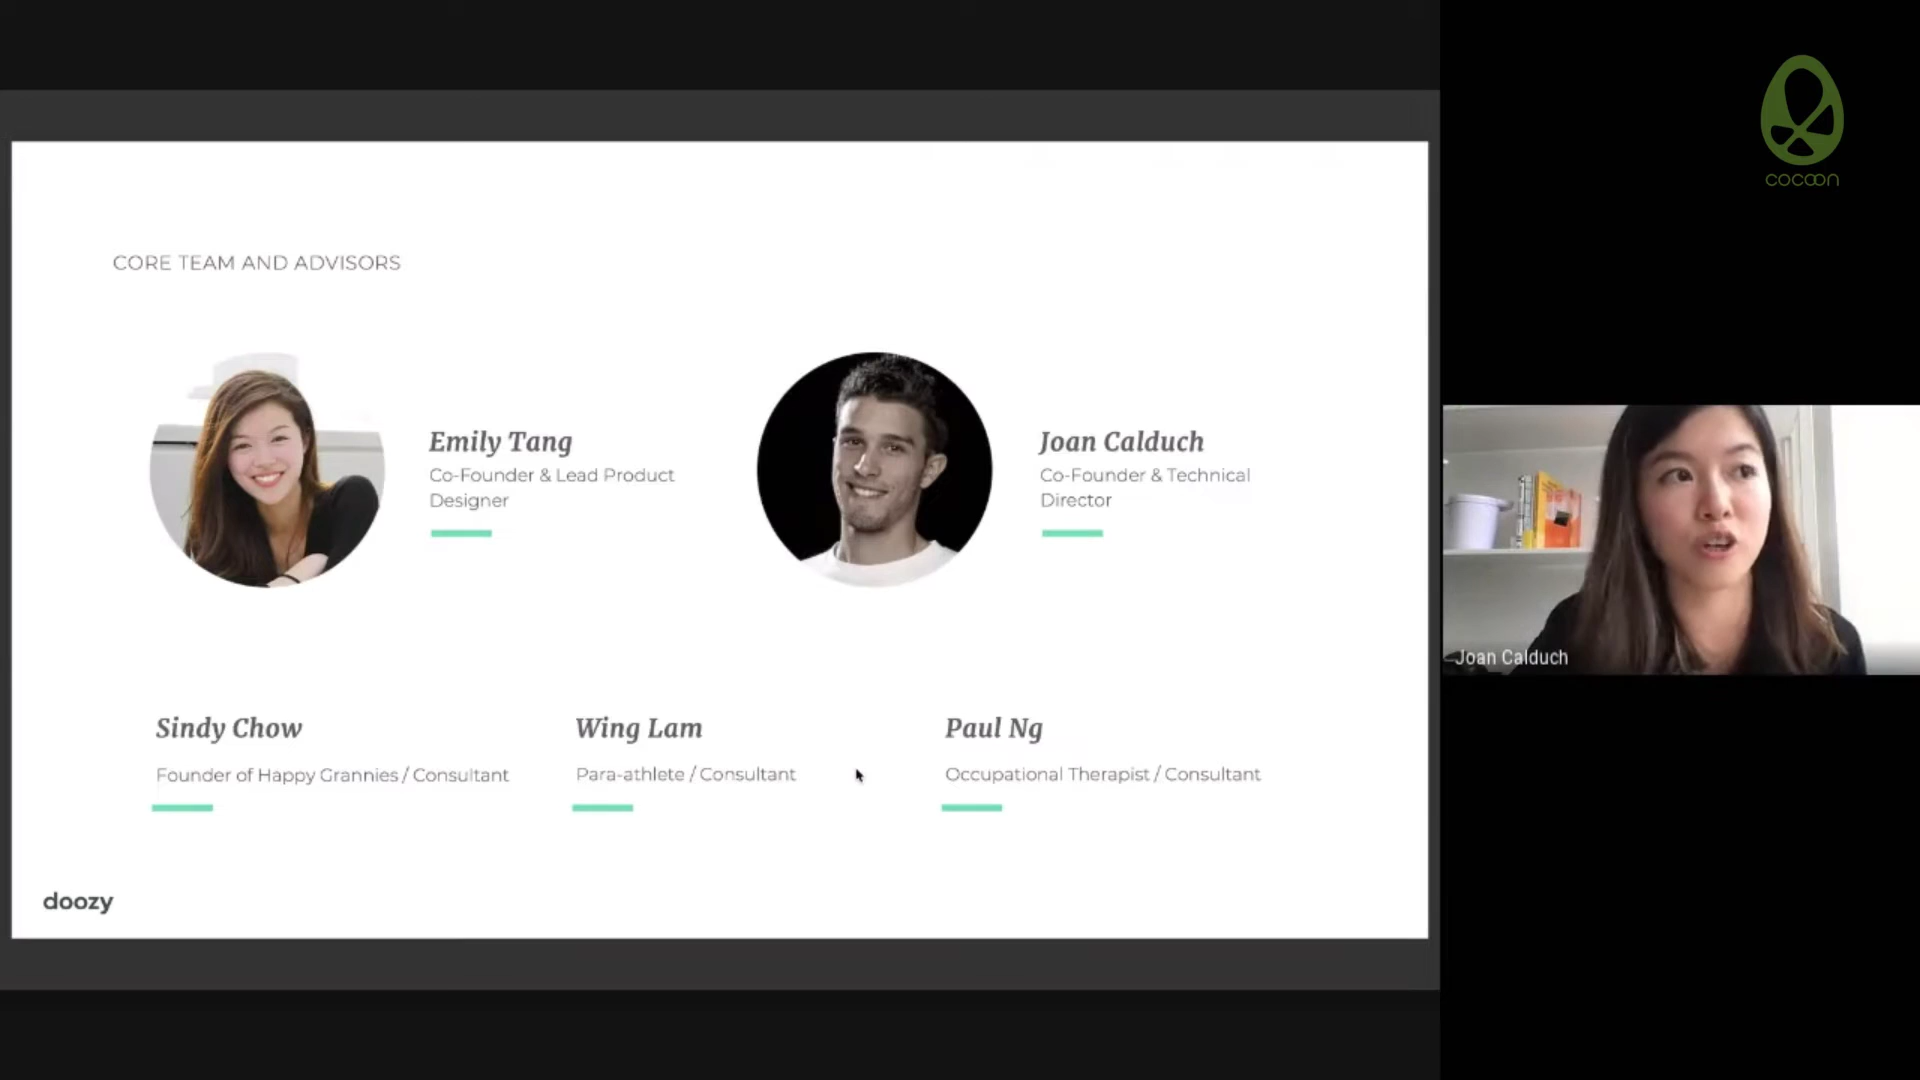 cocoon
CORE TEAM AND ADVISORS
Emily Tang
Co-Founder & Lead Product
Designer
Joan Calduch
Co-Founder & Technical
Director
Joan Calduch
Sindy Chow
Founder of Happy Grannies / Consultant
Wing Lam
Para-athlete / Consultant
Paul Ng
Occupational Therapist / Consultant
doozy